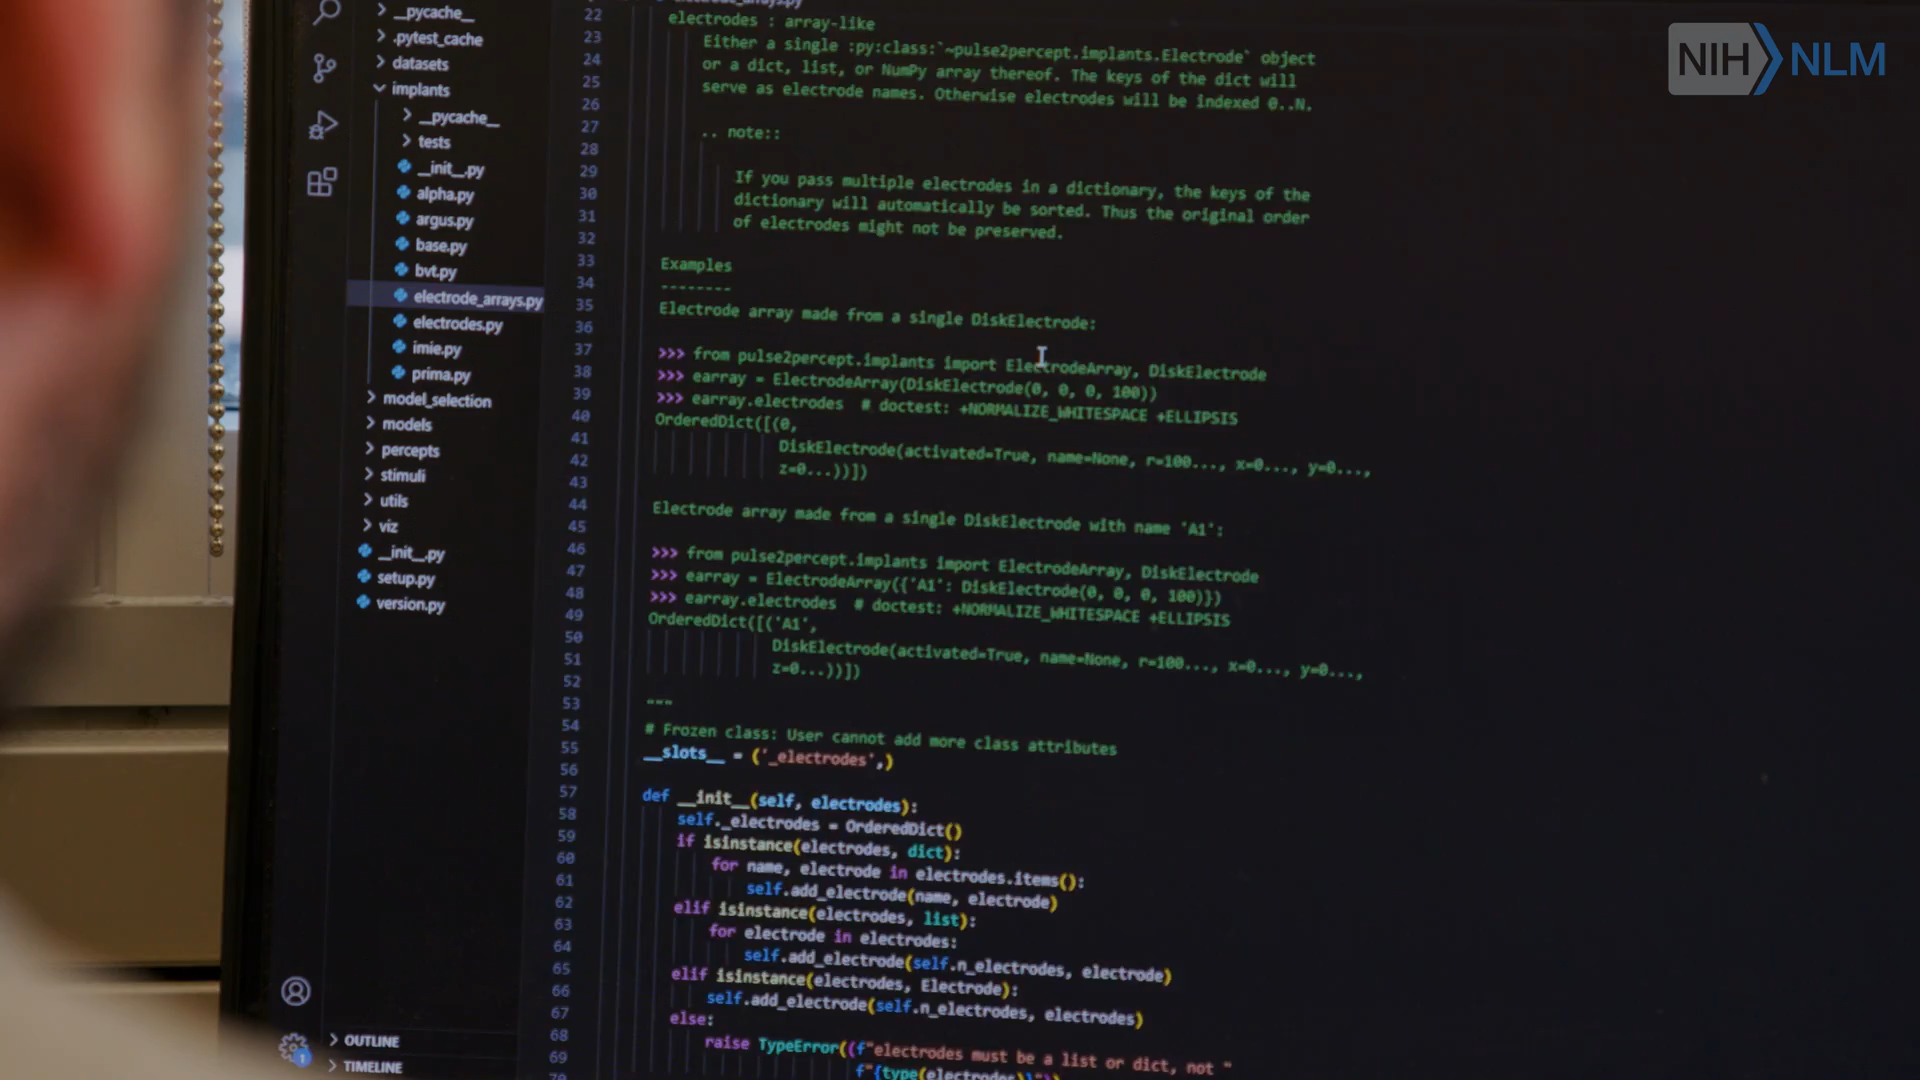 NIH NLM
__pycache__
.pytest_cache
datasets
implants
__pycache__
tests
__init__.py
alpha.py
argus.py
base.py
bvt.py
electrode_arrays.py
electrodes.py
imie.py
prima.py
model_selection
models
percepts
stimuli
utils
viz
__init__.py
setup.py
version.py
OUTLINE
TIMELINE
1
22 electrodes : array-like
23 Either a single :py:class:`~pulse2percept.implants.Electrode` object
24 or a dict, list, or NumPy array thereof. The keys of the dict will
25 serve as electrode names. Otherwise electrodes will be indexed 0..N.
26
27 .. note::
28
29 If you pass multiple electrodes in a dictionary, the keys of the
30 dictionary will automatically be sorted. Thus the original order
31 of electrodes might not be preserved.
32
33 Examples
34 --------
35 Electrode array made from a single DiskElectrode:
36
37 >>> from pulse2percept.implants import ElectrodeArray, DiskElectrode
38 >>> earray = ElectrodeArray(DiskElectrode(0, 0, 0, 100))
39 >>> earray.electrodes # doctest: +NORMALIZE_WHITESPACE +ELLIPSIS
40 OrderedDict([(0,
41 DiskElectrode(activated=True, name=None, r=100..., x=0..., y=0...,
42 z=0...))])
43
44 Electrode array made from a single DiskElectrode with name 'A1':
45
46 >>> from pulse2percept.implants import ElectrodeArray, DiskElectrode
47 >>> earray = ElectrodeArray({'A1': DiskElectrode(0, 0, 0, 100)})
48 >>> earray.electrodes # doctest: +NORMALIZE_WHITESPACE +ELLIPSIS
49 OrderedDict([('A1',
50 DiskElectrode(activated=True, name=None, r=100..., x=0..., y=0...,
51 z=0...))])
52
53 """
54 # Frozen class: User cannot add more class attributes
55 __slots__ = ('_electrodes',)
56
57 def __init__(self, electrodes):
58 self._electrodes = OrderedDict()
59 if isinstance(electrodes, dict):
60 for name, electrode in electrodes.items():
61 self.add_electrode(name, electrode)
62 elif isinstance(electrodes, list):
63 for electrode in electrodes:
64 self.add_electrode(self.n_electrodes, electrode)
65 elif isinstance(electrodes, Electrode):
66 self.add_electrode(self.n_electrodes, electrodes)
67 else:
68 raise TypeError((f"electrodes must be a list or dict, not "
69 f"{type(electrodes)}"))